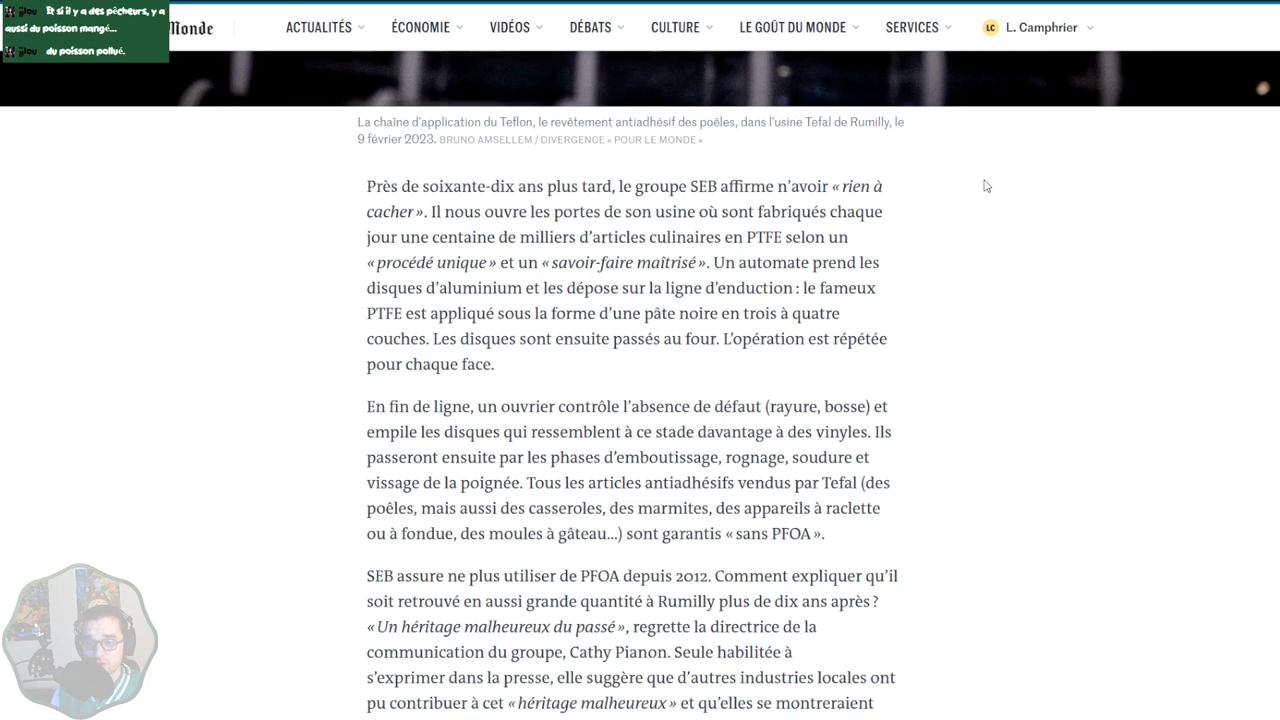 Et si il y a des pêcheurs, y a
aussi du poisson mangé...
du poison pollué.
Monde
ACTUALITÉS
ÉCONOMIE
VIDÉOS
DÉBATS
CULTURE
LE GOÛT DU MONDE
SERVICES
LC
L. Camphrier
La chaîne d'application du Teflon, le revêtement antiadhésif des poêles, dans l'usine Tefal de Rumilly, le
9 février 2023. BRUNO AMSELLEM / DIVERGENCE « POUR LE MONDE »
Près de soixante-dix ans plus tard, le groupe SEB affirme n'avoir « rien à
cacher ». Il nous ouvre les portes de son usine où sont fabriqués chaque
jour une centaine de milliers d'articles culinaires en PTFE selon un
« procédé unique » et un « savoir-faire maîtrisé ». Un automate prend les
disques d'aluminium et les dépose sur la ligne d'enduction : le fameux
PTFE est appliqué sous la forme d'une pâte noire en trois à quatre
couches. Les disques sont ensuite passés au four. L'opération est répétée
pour chaque face.
En fin de ligne, un ouvrier contrôle l'absence de défaut (rayure, bosse) et
empile les disques qui ressemblent à ce stade davantage à des vinyles. Ils
passeront ensuite par les phases d'emboutissage, rognage, soudure et
vissage de la poignée. Tous les articles antiadhésifs vendus par Tefal (des
poêles, mais aussi des casseroles, des marmites, des appareils à raclette
ou à fondue, des moules à gâteau…) sont garantis « sans PFOA ».
SEB assure ne plus utiliser de PFOA depuis 2012. Comment expliquer qu'il
soit retrouvé en aussi grande quantité à Rumilly plus de dix ans après ?
« Un héritage malheureux du passé », regrette la directrice de la
communication du groupe, Cathy Pianon. Seule habilitée à
s'exprimer dans la presse, elle suggère que d'autres industries locales ont
pu contribuer à cet « héritage malheureux » et qu'elles se montreraient